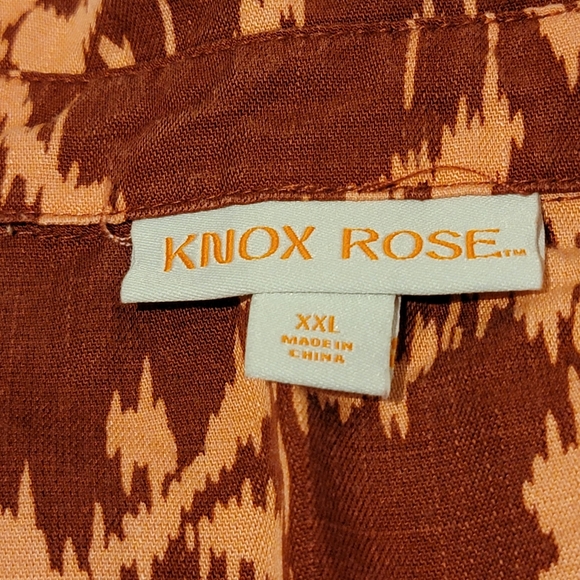 KNOX ROSE™
XXL
MADE IN
CHINA